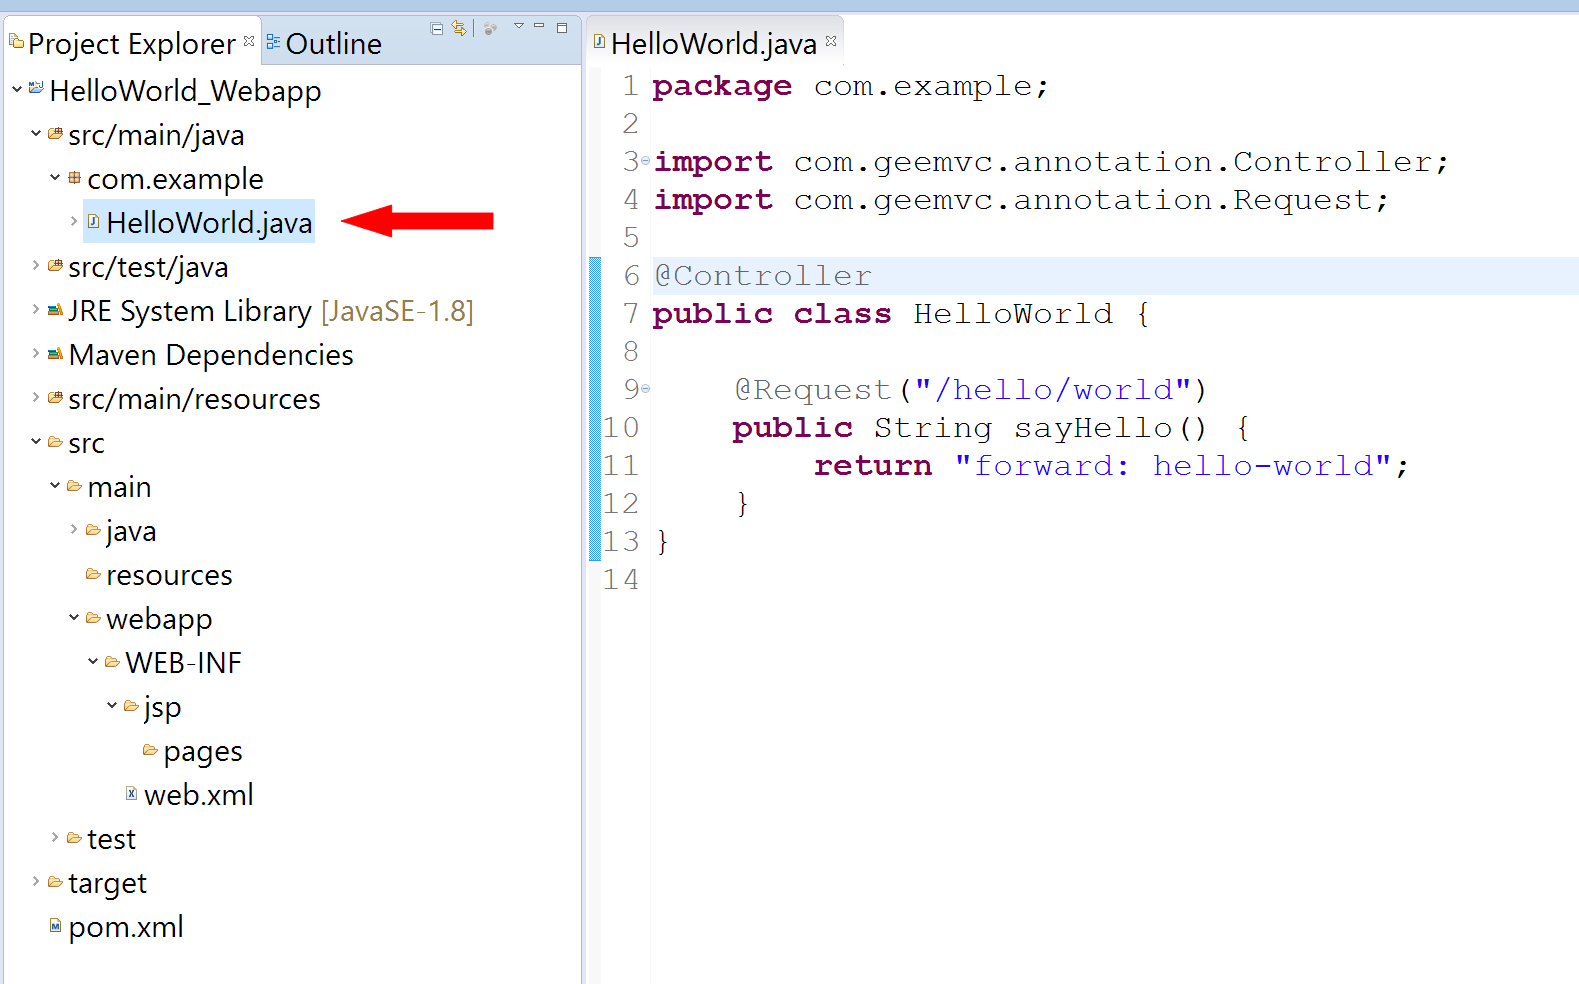 Project Explorer
Outline
HelloWorld_Webapp
src/main/java
com.example
HelloWorld.java
src/test/java
JRE System Library [JavaSE-1.8]
Maven Dependencies
src/main/resources
src
main
java
resources
webapp
WEB-INF
jsp
pages
web.xml
test
target
pom.xml
HelloWorld.java
1 package com.example;
2
3 import com.geemvc.annotation.Controller;
4 import com.geemvc.annotation.Request;
5
6 @Controller
7 public class HelloWorld {
8
9     @Request("/hello/world")
10     public String sayHello() {
11         return "forward: hello-world";
12     }
13 }
14